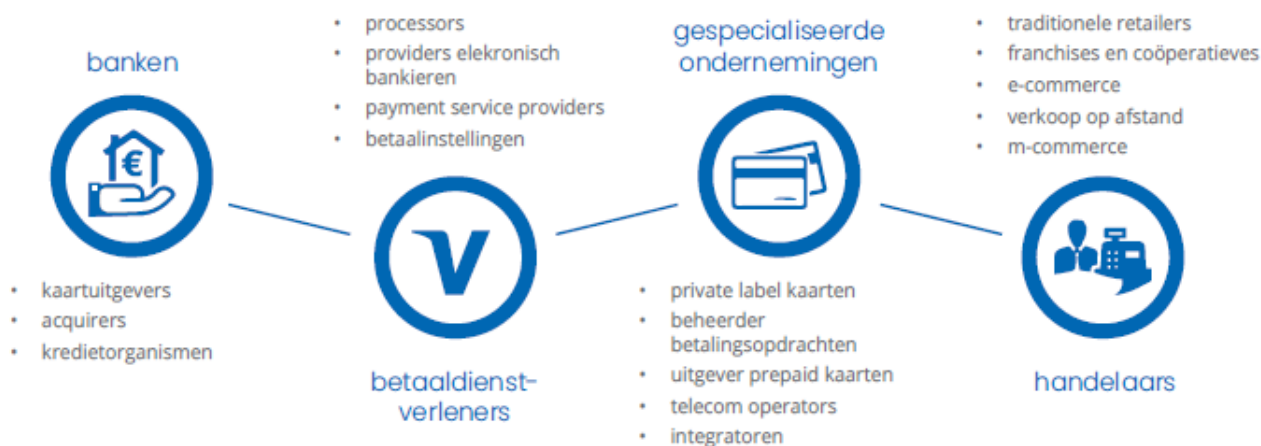 banken
• kaartuitgevers
• acquirers
• kredietorganismen
• processors
• providers elekronisch
bankieren
• payment service providers
• betaalinstellingen
V
betaaldienst-
verleners
gespecialiseerde
ondernemingen
• private label kaarten
• beheerder
betalingsopdrachten
• uitgever prepaid kaarten
• telecom operators
• integratoren
• traditionele retailers
• franchises en coöperatieves
• e-commerce
• verkoop op afstand
• m-commerce
handelaars
€